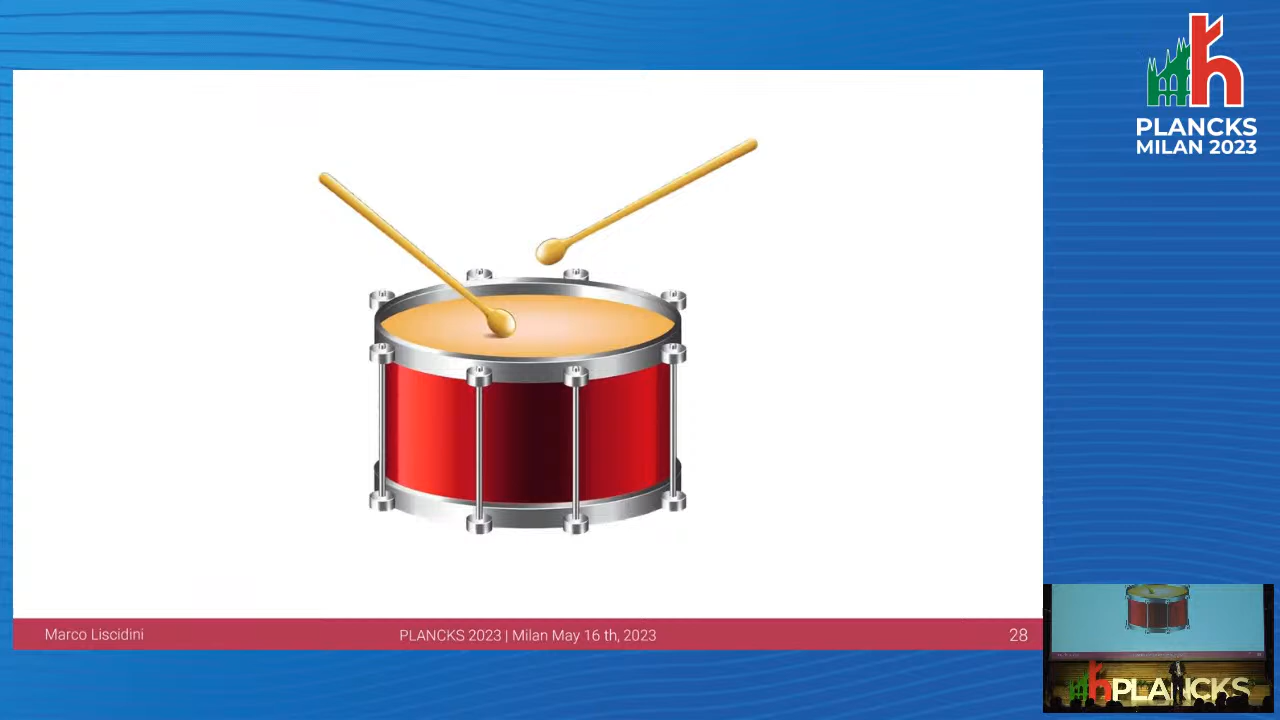 PLANCKS
MILAN 2023
Marco Liscidini
PLANCKS 2023 | Milan May 16 th, 2023
28
PLANCKS